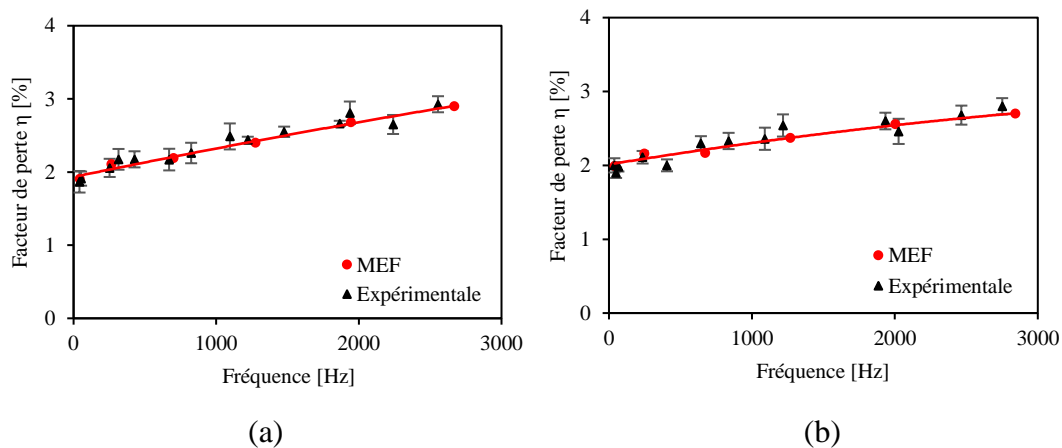 4
3
2
1
0
Facteur de perte η [%]
MEF
Expérimentale
0 1000 2000 3000
Fréquence [Hz]
(a)
4
3
2
1
0
Facteur de perte η [%]
MEF
Expérimentale
0 1000 2000 3000
Fréquence [Hz]
(b)